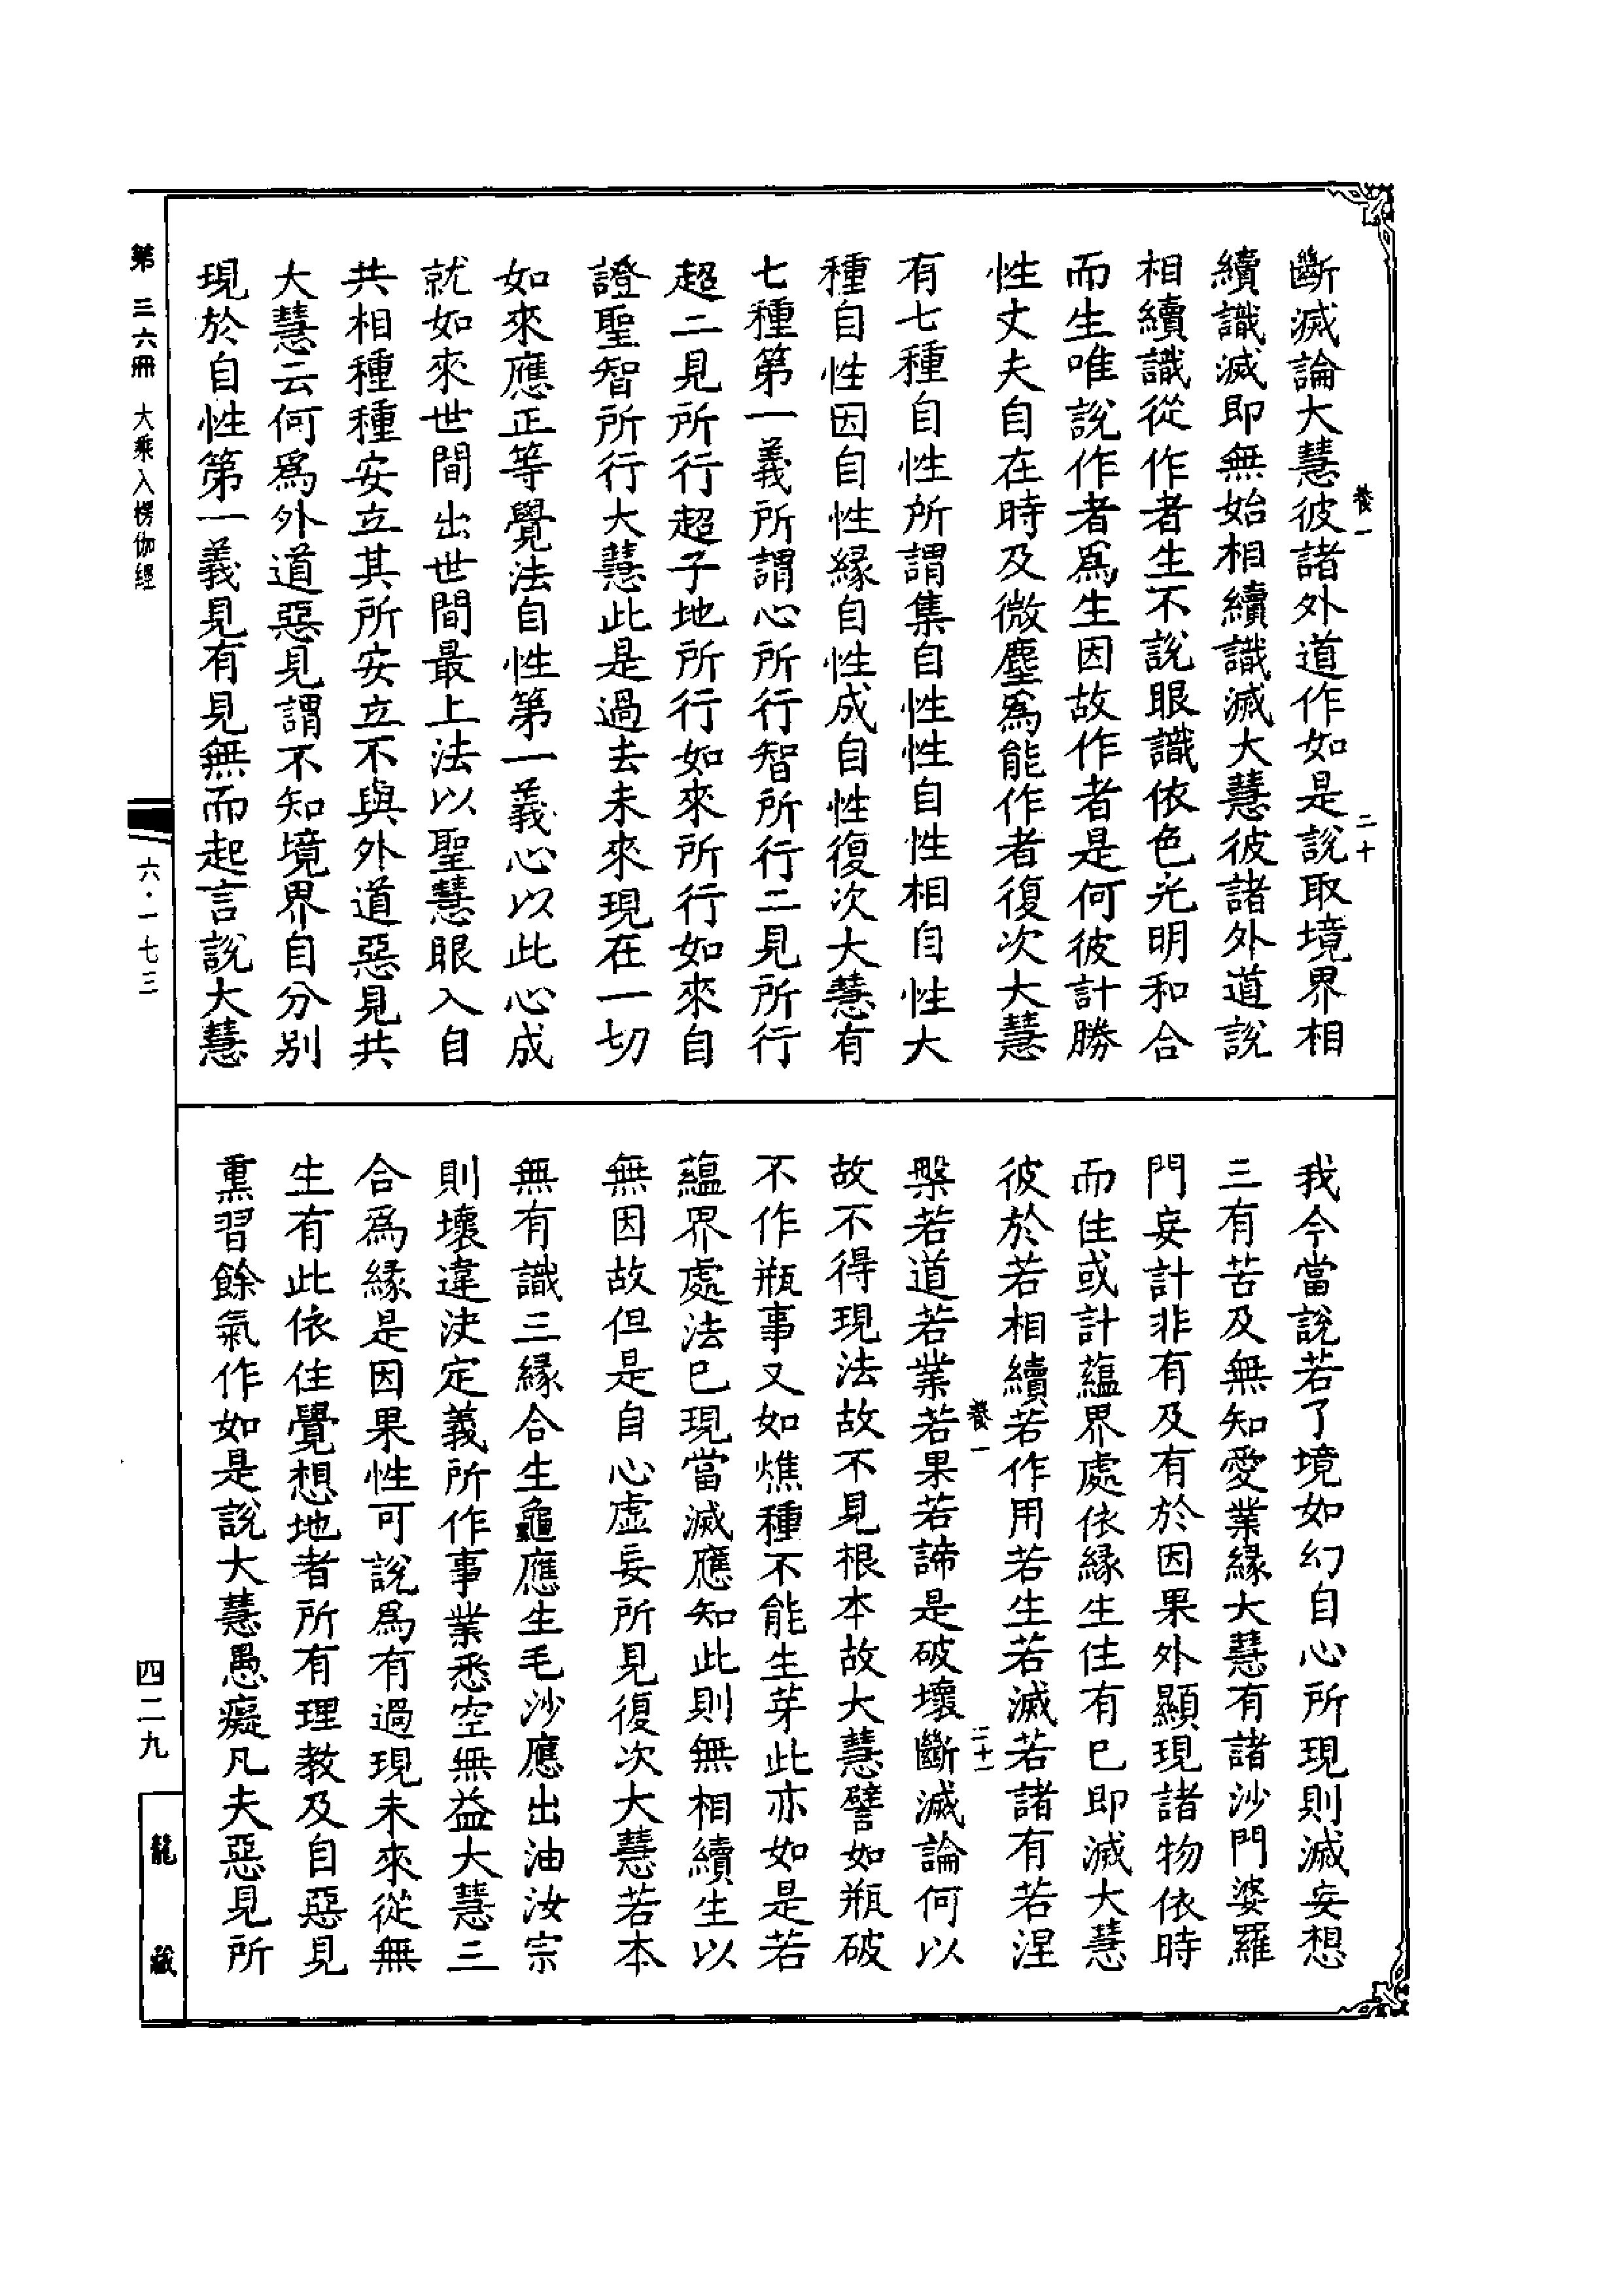 卷一
二十
斷滅論大慧彼諸外道作如是說取境界相
續識滅即無始相續識滅大慧彼諸外道說
相續識從作者生不說眼識依色光明和合
而生唯說作者爲生因故作者是何彼計勝
性丈夫自在時及微塵爲能作者復次大慧
有七種自性所謂集自性性自性相自性大
種自性因自性緣自性成自性復次大慧有
七種第一義所謂心所行智所行二見所行
超二見所行超子地所行如來所行如來自
證聖智所行大慧此是過去未來現在一切
如來應正等覺法自性第一義心以此心成
就如來世間出世間最上法以聖慧眼入自
共相種種安立其所安立不與外道惡見共
大慧云何爲外道惡見謂不知境界自分別
現於自性第一義見有見無而起言說大慧
我今當說若了境如幻自心所現則滅妄想
三有苦及無知愛業緣大慧有諸沙門婆羅
門妄計非有及有於因果外顯現諸物依時
而住或計蘊界處依緣生住有已即滅大慧
彼於若相續若作用若生若滅若諸有若涅
卷一
二十一
槃若道若業若果若諦是破壞斷滅論何以
故不得現法故不見根本故大慧譬如瓶破
不作瓶事又如燋種不能生芽此亦如是若
蘊界處法已現當滅應知此則無相續生以
無因故但是自心虛妄所見復次大慧若本
無有識三緣合生龜應生毛沙應出油汝宗
則壞違決定義所作事業悉空無益大慧三
合爲緣是因果性可說爲有過現未來從無
生有此依住覺想地者所有理教及自惡見
熏習餘氣作如是說大慧愚癡凡夫惡見所
第三六冊 大乘入楞伽經
六·一七三
四二九
龍藏